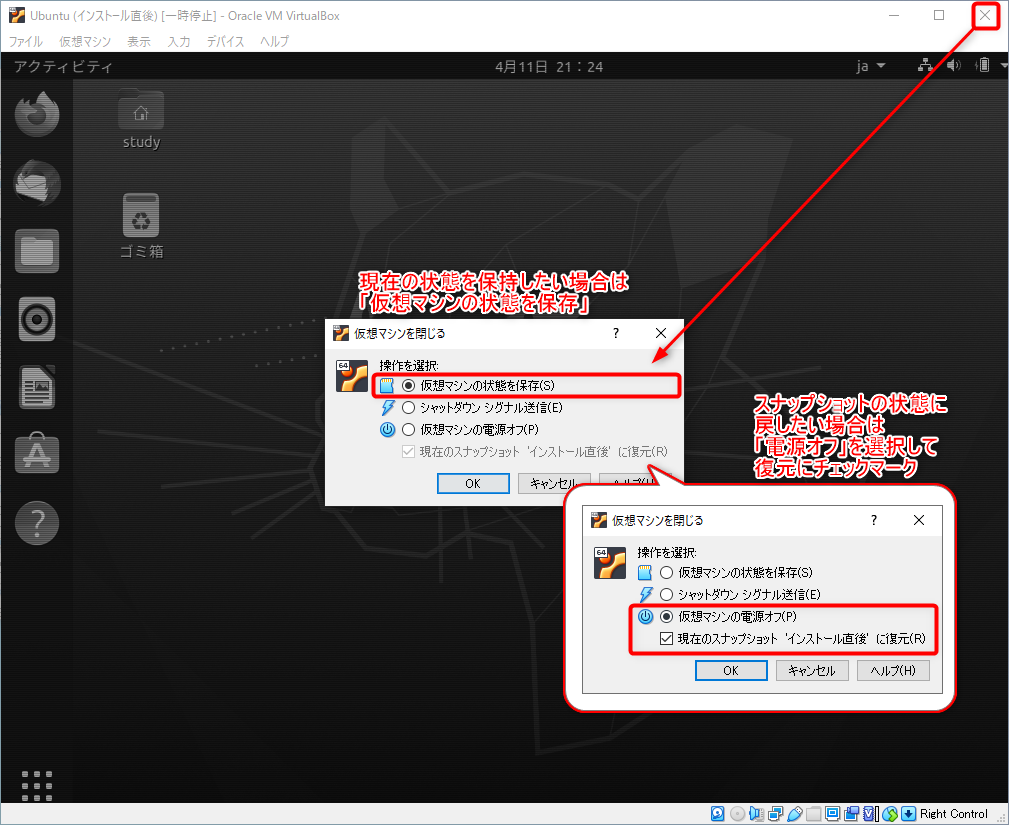 Ubuntu (インストール直後) [一時停止] - Oracle VM VirtualBox
ファイル 仮想マシン 表示 入力 デバイス ヘルプ
アクティビティ 4月11日 21：24 ja
study
ゴミ箱
現在の状態を保持したい場合は
「仮想マシンの状態を保存」
仮想マシンを閉じる ?
64
操作を選択:
仮想マシンの状態を保存(S)
シャットダウン シグナル送信(E)
仮想マシンの電源オフ(P)
現在のスナップショット 'インストール直後' に復元(R)
OK キャンセル
スナップショットの状態に
戻したい場合は
「電源オフ」を選択して
復元にチェックマーク
仮想マシンを閉じる ?
64
操作を選択:
仮想マシンの状態を保存(S)
シャットダウン シグナル送信(E)
仮想マシンの電源オフ(P)
現在のスナップショット 'インストール直後' に復元(R)
OK キャンセル ヘルプ(H)
?
Right Control